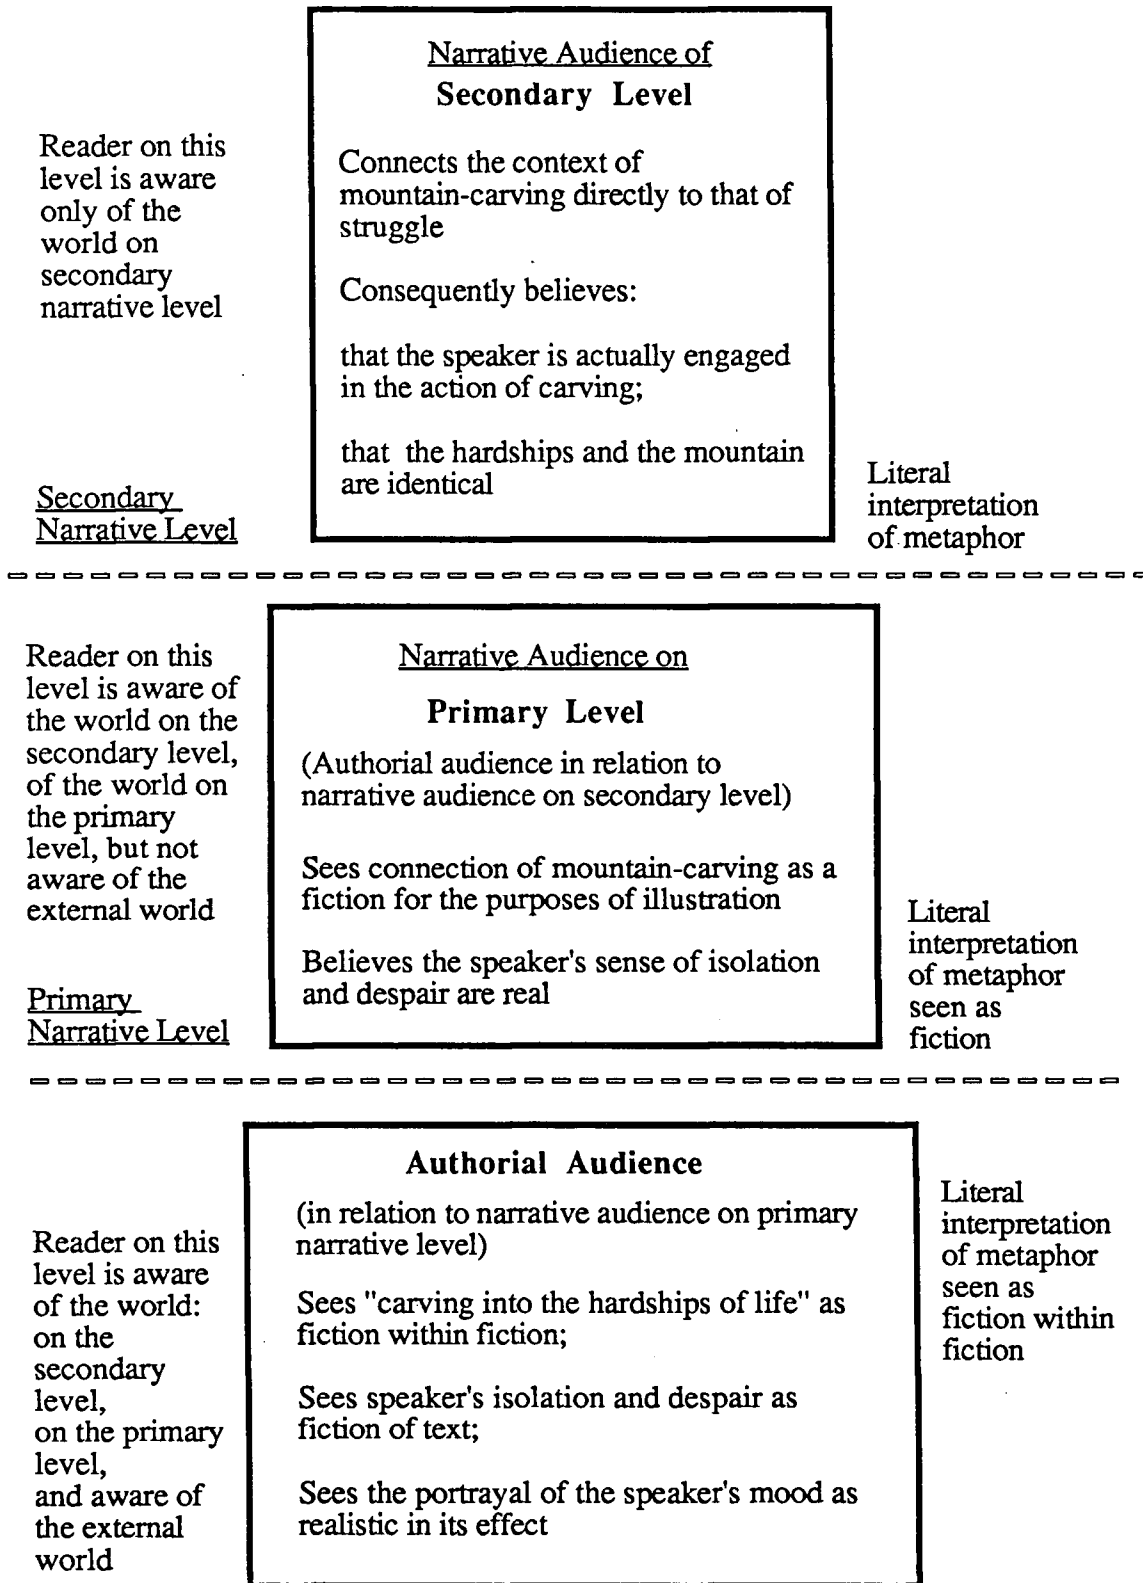 Narrative Audience of
Secondary Level
Reader on this
level is aware
only of the
world on
secondary
narrative level
Connects the context of
mountain-carving directly to that of
struggle
Consequently believes:
that the speaker is actually engaged
in the action of carving;
that the hardships and the mountain
are identical
Secondary
Narrative Level
Literal
interpretation
of metaphor
Reader on this
level is aware of
the world on the
secondary level,
of the world on
the primary
level, but not
aware of the
external world
Narrative Audience on
Primary Level
(Authorial audience in relation to
narrative audience on secondary level)
Sees connection of mountain-carving as a
fiction for the purposes of illustration
Believes the speaker's sense of isolation
and despair are real
Primary
Narrative Level
Literal
interpretation
of metaphor
seen as
fiction
Authorial Audience
(in relation to narrative audience on primary
narrative level)
Sees "carving into the hardships of life" as
fiction within fiction;
Sees speaker's isolation and despair as
fiction of text;
Sees the portrayal of the speaker's mood as
realistic in its effect
Reader on this
level is aware
of the world:
on the
secondary
level,
on the primary
level,
and aware of
the external
world
Literal
interpretation
of metaphor
seen as
fiction within
fiction